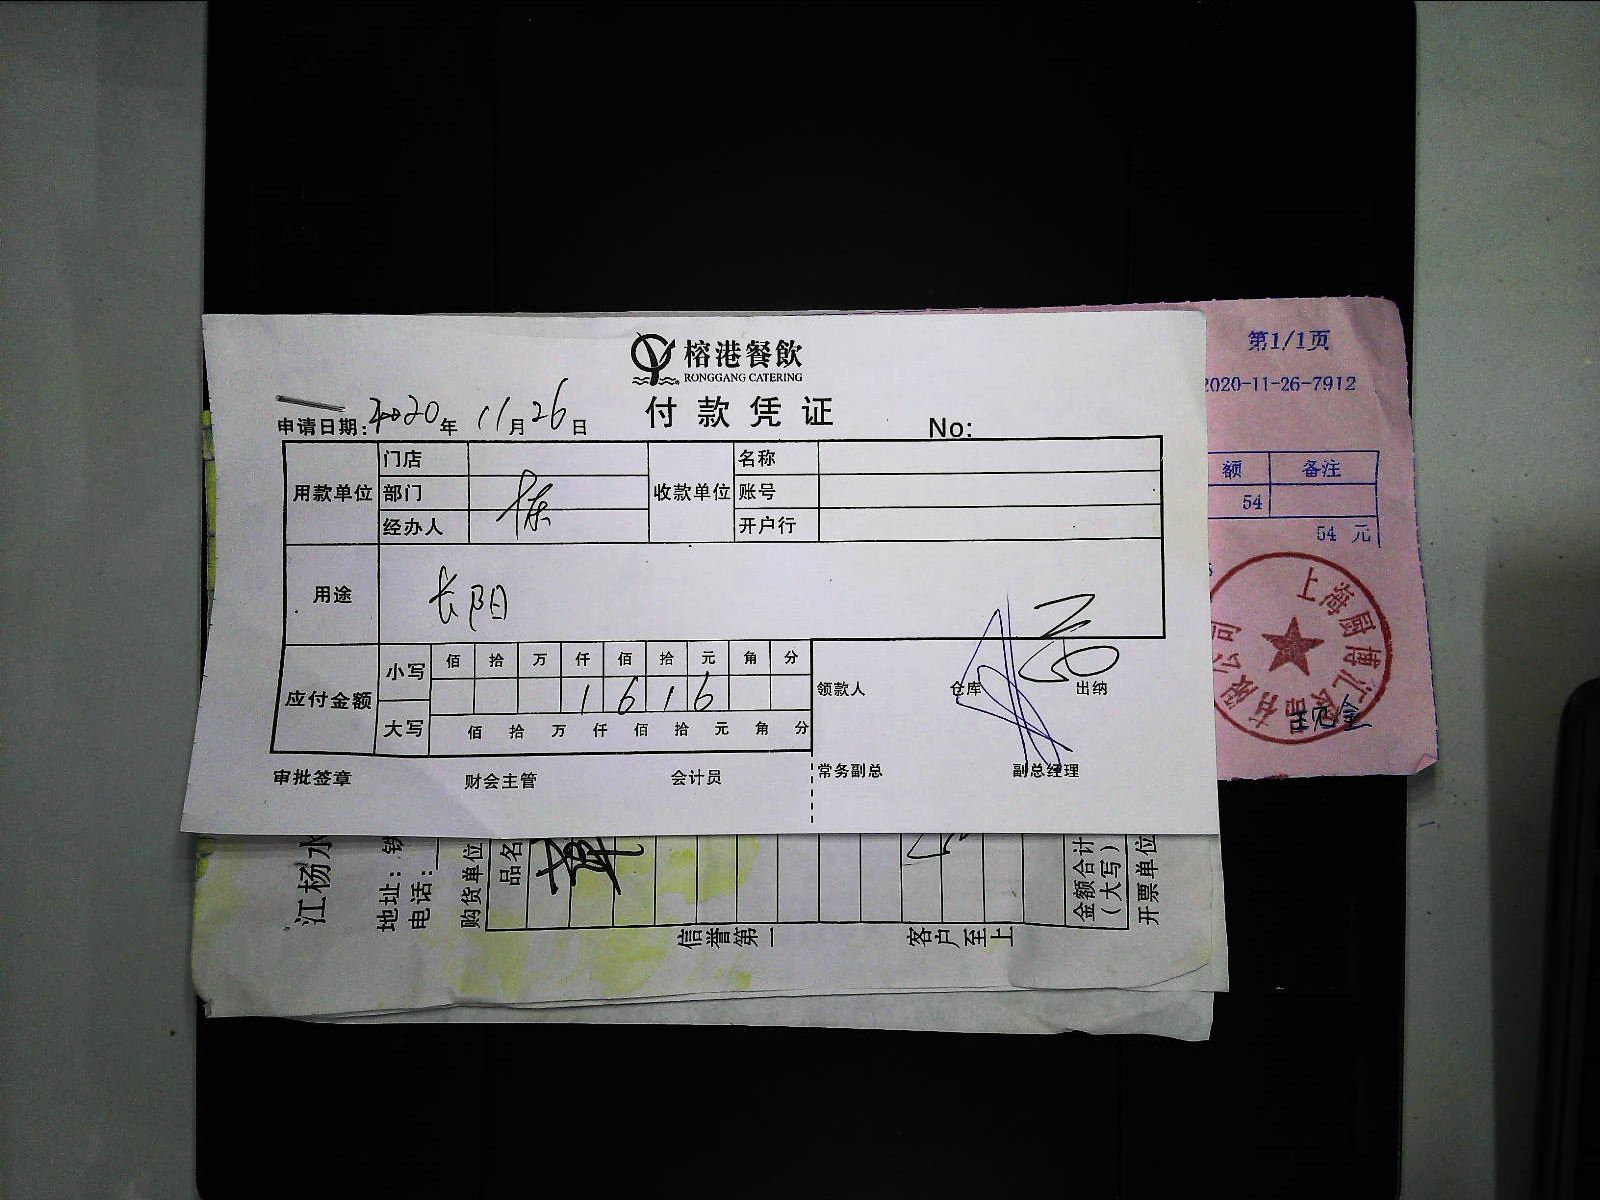 榕港餐飲
RONGGANG CATERING
付款凭证
申请日期:2020年11月26日
No:
用款单位
门店
部门
经办人
收款单位
名称
账号
开户行
用途
长阳
应付金额
小写
佰 拾 万 仟 佰 拾 元 角 分
1 6 1 6
大写
佰 拾 万 仟 佰 拾 元 角 分
领款人
仓库
出纳
审批签章
财会主管
会计员
常务副总
副总经理
第1/1页
2020-11-26-7912
额 备注
54
54 元
上海
江杨水
地址:铁
电话:
购货单位
品名
信誉第一
客户至上
金额合计
(大写)
开票单位